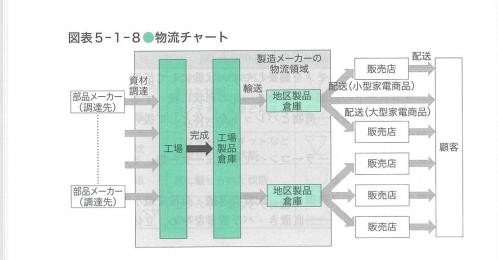 図表5-1-8●物流チャート
資材
調達
製造メーカーの
物流領域
配送
部品メーカー
(調達先)
輸送
地区製品
倉庫
販売店
配送(小型家電商品)
配送(大型家電商品)
販売店
完成
工場
工場
製品
倉庫
顧客
販売店
部品メーカー
(調達先)
地区製品
倉庫
販売店
販売店